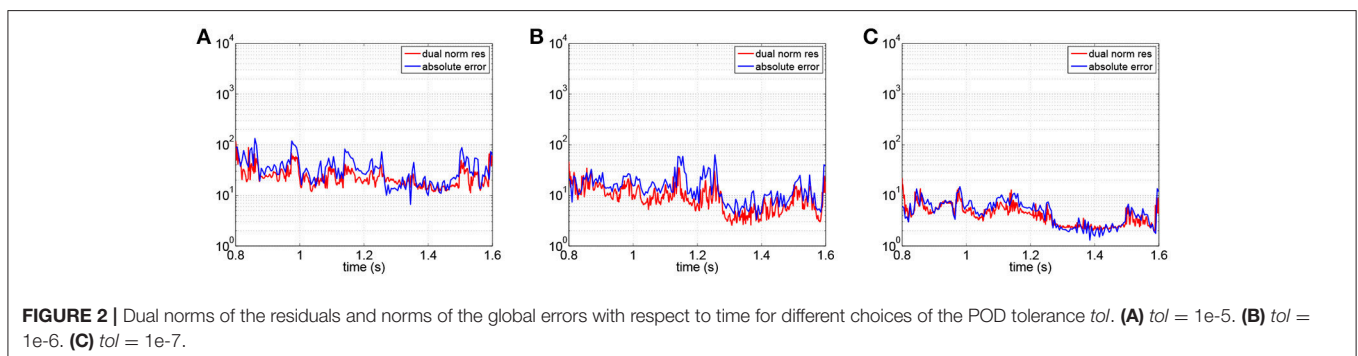 A
10^4
10^3
10^2
10^1
10^0
0.8 1 1.2 1.4 1.6
time (s)
dual norm res
absolute error
B
10^4
10^3
10^2
10^1
10^0
0.8 1 1.2 1.4 1.6
time (s)
dual norm res
absolute error
C
10^4
10^3
10^2
10^1
10^0
0.8 1 1.2 1.4 1.6
time (s)
dual norm res
absolute error
FIGURE 2 | Dual norms of the residuals and norms of the global errors with respect to time for different choices of the POD tolerance tol. (A) tol = 1e-5. (B) tol =
1e-6. (C) tol = 1e-7.